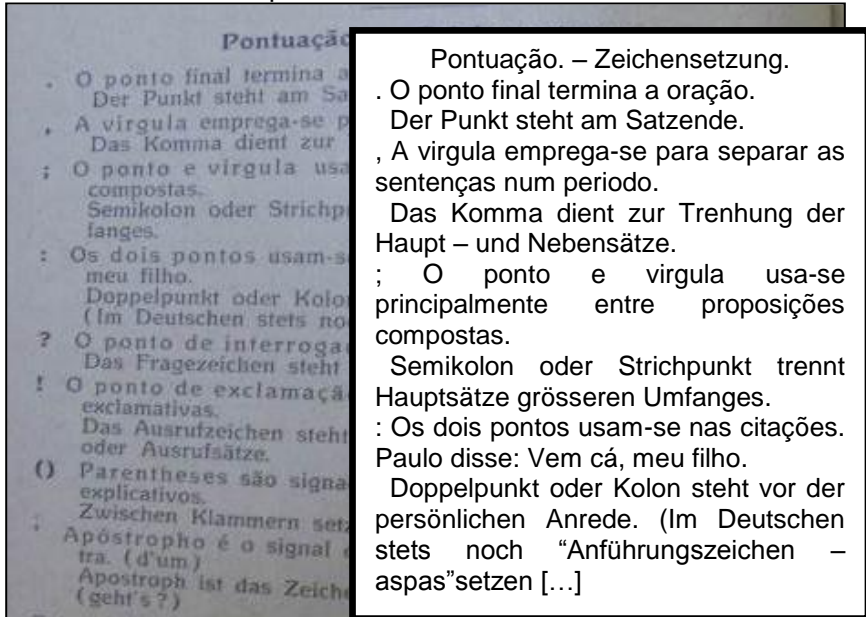 Pontuaçã
. O ponto final termina a
Der Punkt steht am Sa
, A virgula emprega-se p
Das Komma dient zur
; O ponto e virgula usa
compostas.
Semikolon oder Strichp
fanges.
: Os dois pontos usam-s
meu filho.
Doppelpunkt oder Kolon
(Im Deutschen stets no
? O ponto de interroga
Das Fragezeichen steht
! O ponto de exclamaçã
exclamativas.
Das Ausrufzeichen steht
oder Ausrufsätze.
() Parentheses são signa
explicativos.
Zwischen Klammern setz
; Apóstropho é o signal
tra. (d'um)
Apostroph ist das Zeiche
(geht's?)
Pontuação. – Zeichensetzung.
. O ponto final termina a oração.
Der Punkt steht am Satzende.
, A virgula emprega-se para separar as
sentenças num periodo.
Das Komma dient zur Trenhung der
Haupt – und Nebensätze.
; O ponto e virgula usa-se
principalmente entre proposições
compostas.
Semikolon oder Strichpunkt trennt
Hauptsätze grösseren Umfanges.
: Os dois pontos usam-se nas citações.
Paulo disse: Vem cá, meu filho.
Doppelpunkt oder Kolon steht vor der
persönlichen Anrede. (Im Deutschen
stets noch “Anführungszeichen –
aspas”setzen […]